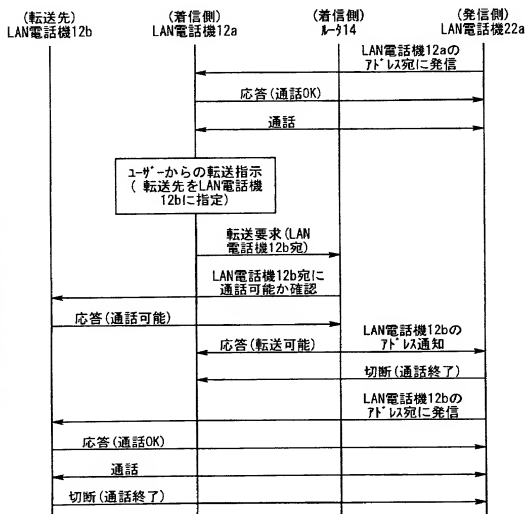 (転送先)
LAN電話機12b
(着信側)
LAN電話機12a
(着信側)
ルータ14
(発信側)
LAN電話機22a
LAN電話機12aの
アドレス宛に発信
応答(通話OK)
通話
ユーザーからの転送指示
( 転送先をLAN電話機
12bに指定)
転送要求(LAN
電話機12b宛)
LAN電話機12b宛に
通話可能か確認
応答(通話可能)
応答(転送可能)
LAN電話機12bの
アドレス通知
切断(通話終了)
LAN電話機12bの
アドレス宛に発信
応答(通話OK)
通話
切断(通話終了)